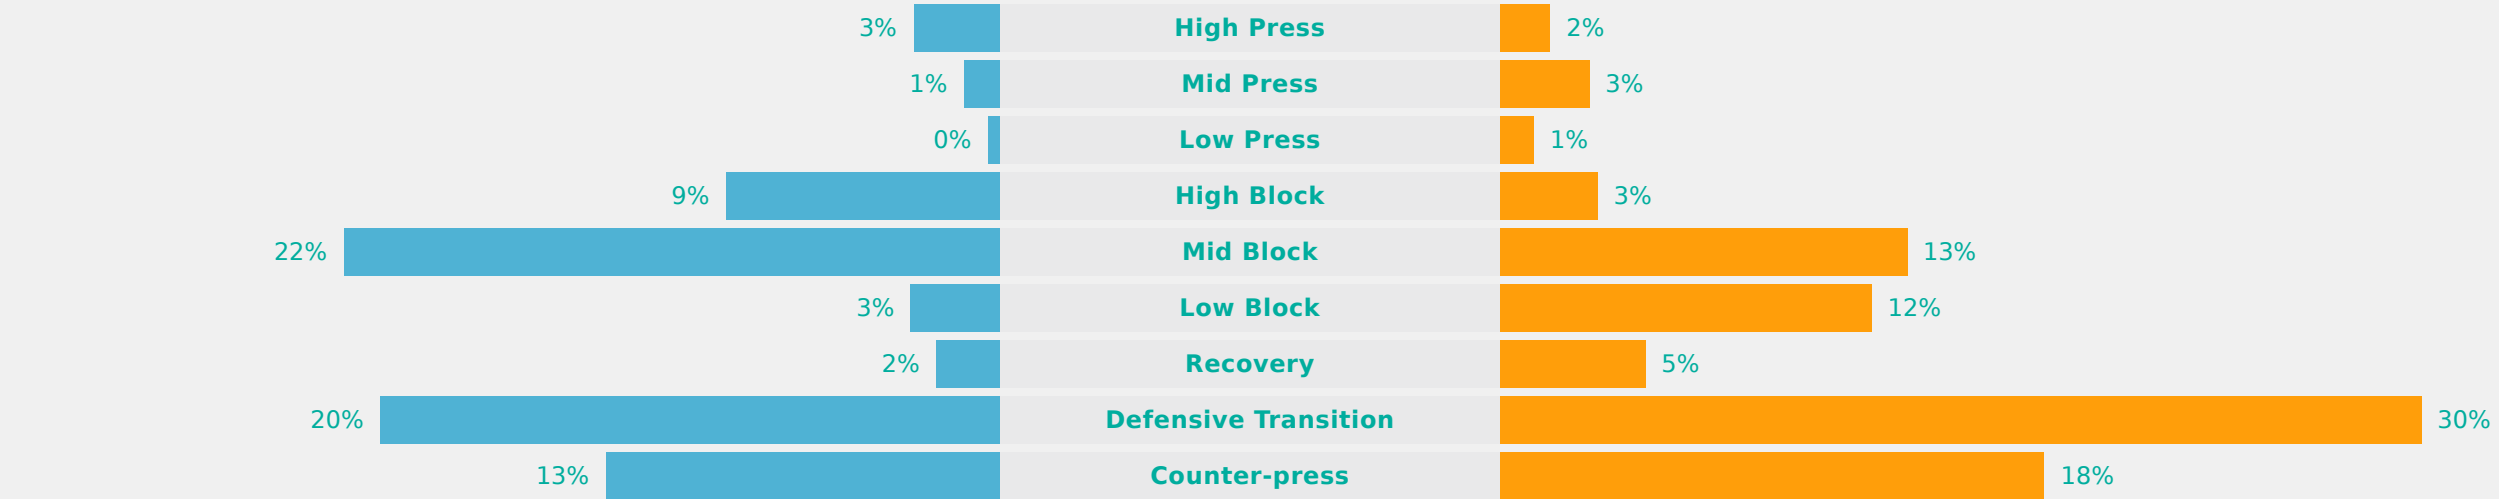 3% High Press 2%
1% Mid Press 3%
0% Low Press 1%
9% High Block 3%
22% Mid Block 13%
3% Low Block 12%
2% Recovery 5%
20% Defensive Transition 30%
13% Counter-press 18%